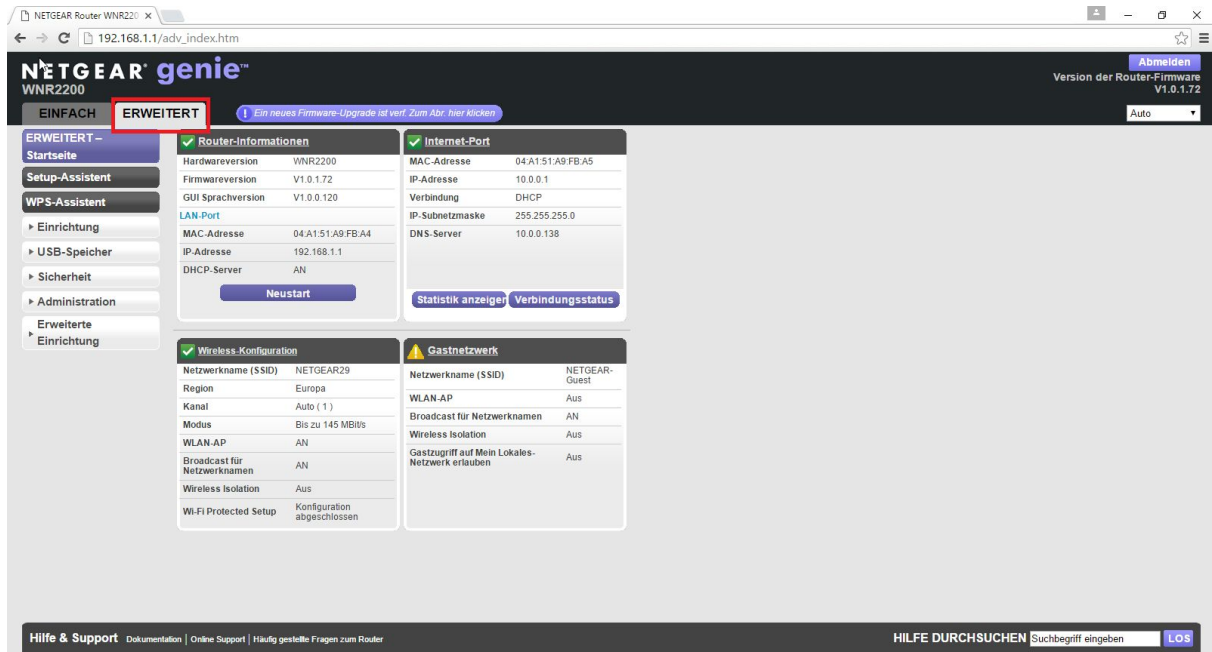 NETGEAR Router WNR220
192.168.1.1/adv_index.htm
NETGEAR® genie™
WNR2200
Abmelden
Version der Router-Firmware
V1.0.1.72
EINFACH
ERWEITERT
! Ein neues Firmware-Upgrade ist verf. Zum Abr. hier klicken
Auto
ERWEITERT –
Startseite
Setup-Assistent
WPS-Assistent
Einrichtung
USB-Speicher
Sicherheit
Administration
Erweiterte
Einrichtung
Router-Informationen
Hardwareversion WNR2200
Firmwareversion V1.0.1.72
GUI Sprachversion V1.0.0.120
LAN-Port
MAC-Adresse 04:A1:51:A9:FB:A4
IP-Adresse 192.168.1.1
DHCP-Server AN
Neustart
Internet-Port
MAC-Adresse 04:A1:51:A9:FB:A5
IP-Adresse 10.0.0.1
Verbindung DHCP
IP-Subnetzmaske 255.255.255.0
DNS-Server 10.0.0.138
Statistik anzeigen Verbindungsstatus
Wireless-Konfiguration
Netzwerkname (SSID) NETGEAR29
Region Europa
Kanal Auto ( 1 )
Modus Bis zu 145 MBit/s
WLAN-AP AN
Broadcast für
Netzwerknamen AN
Wireless Isolation Aus
Wi-Fi Protected Setup Konfiguration
abgeschlossen
Gastnetzwerk
Netzwerkname (SSID) NETGEAR-
Guest
WLAN-AP Aus
Broadcast für Netzwerknamen AN
Wireless Isolation Aus
Gastzugriff auf Mein Lokales-
Netzwerk erlauben Aus
Hilfe & Support Dokumentation | Online Support | Häufig gestellte Fragen zum Router
HILFE DURCHSUCHEN Suchbegriff eingeben LOS